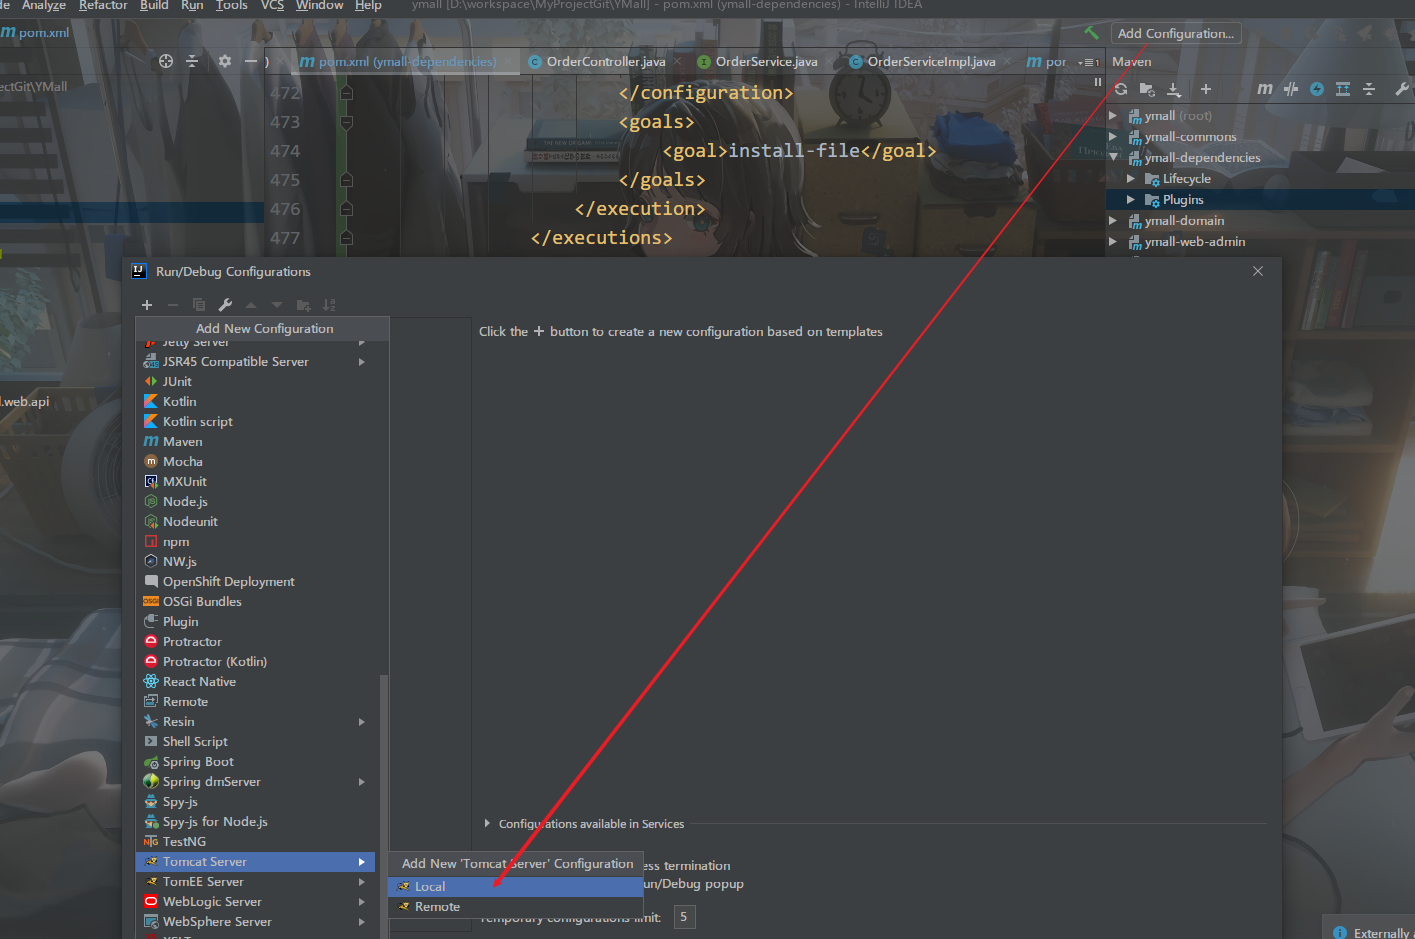 de Analyze Refactor Build Run Tools VCS Window Help ymall [D:\workspace\MyProjectGit\YMall] - pom.xml (ymall-dependencies) - IntelliJ IDEA
m pom.xml
Add Configuration...
) m pom.xml (ymall-dependencies) OrderController.java OrderService.java OrderServiceImpl.java m por
Maven
ectGit\YMall
472 </configuration>
473 <goals>
474 <goal>install-file</goal>
475 </goals>
476 </execution>
477 </executions>
ymall (root)
ymall-commons
ymall-dependencies
Lifecycle
Plugins
ymall-domain
ymall-web-admin
l.web.api
Run/Debug Configurations
Add New Configuration
Click the + button to create a new configuration based on templates
Jetty Server
JSR45 Compatible Server
JUnit
Kotlin
Kotlin script
Maven
Mocha
MXUnit
Node.js
Nodeunit
npm
NW.js
OpenShift Deployment
OSGi Bundles
Plugin
Protractor
Protractor (Kotlin)
React Native
Remote
Resin
Shell Script
Spring Boot
Spring dmServer
Spy-js
Spy-js for Node.js
TestNG
Tomcat Server
TomEE Server
WebLogic Server
WebSphere Server
Configurations available in Services
Add New 'Tomcat Server' Configuration
Local
Remote
ess termination
un/Debug popup
Temporary configurations limit: 5
Externally a